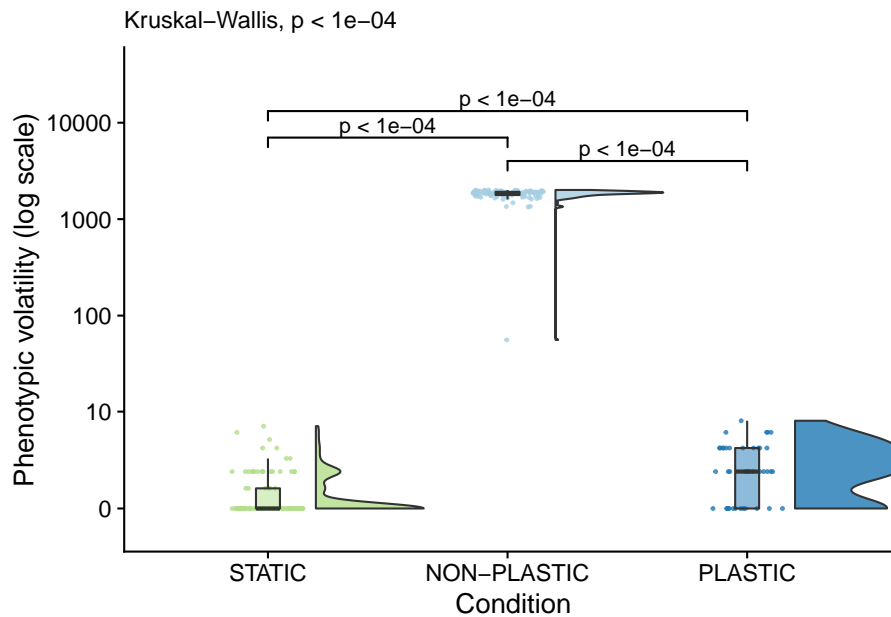 Kruskal−Wallis, p < 1e−04
p < 1e−04
p < 1e−04
p < 1e−04
Phenotypic volatility (log scale)
10000
1000
100
10
0
STATIC
NON−PLASTIC
PLASTIC
Condition